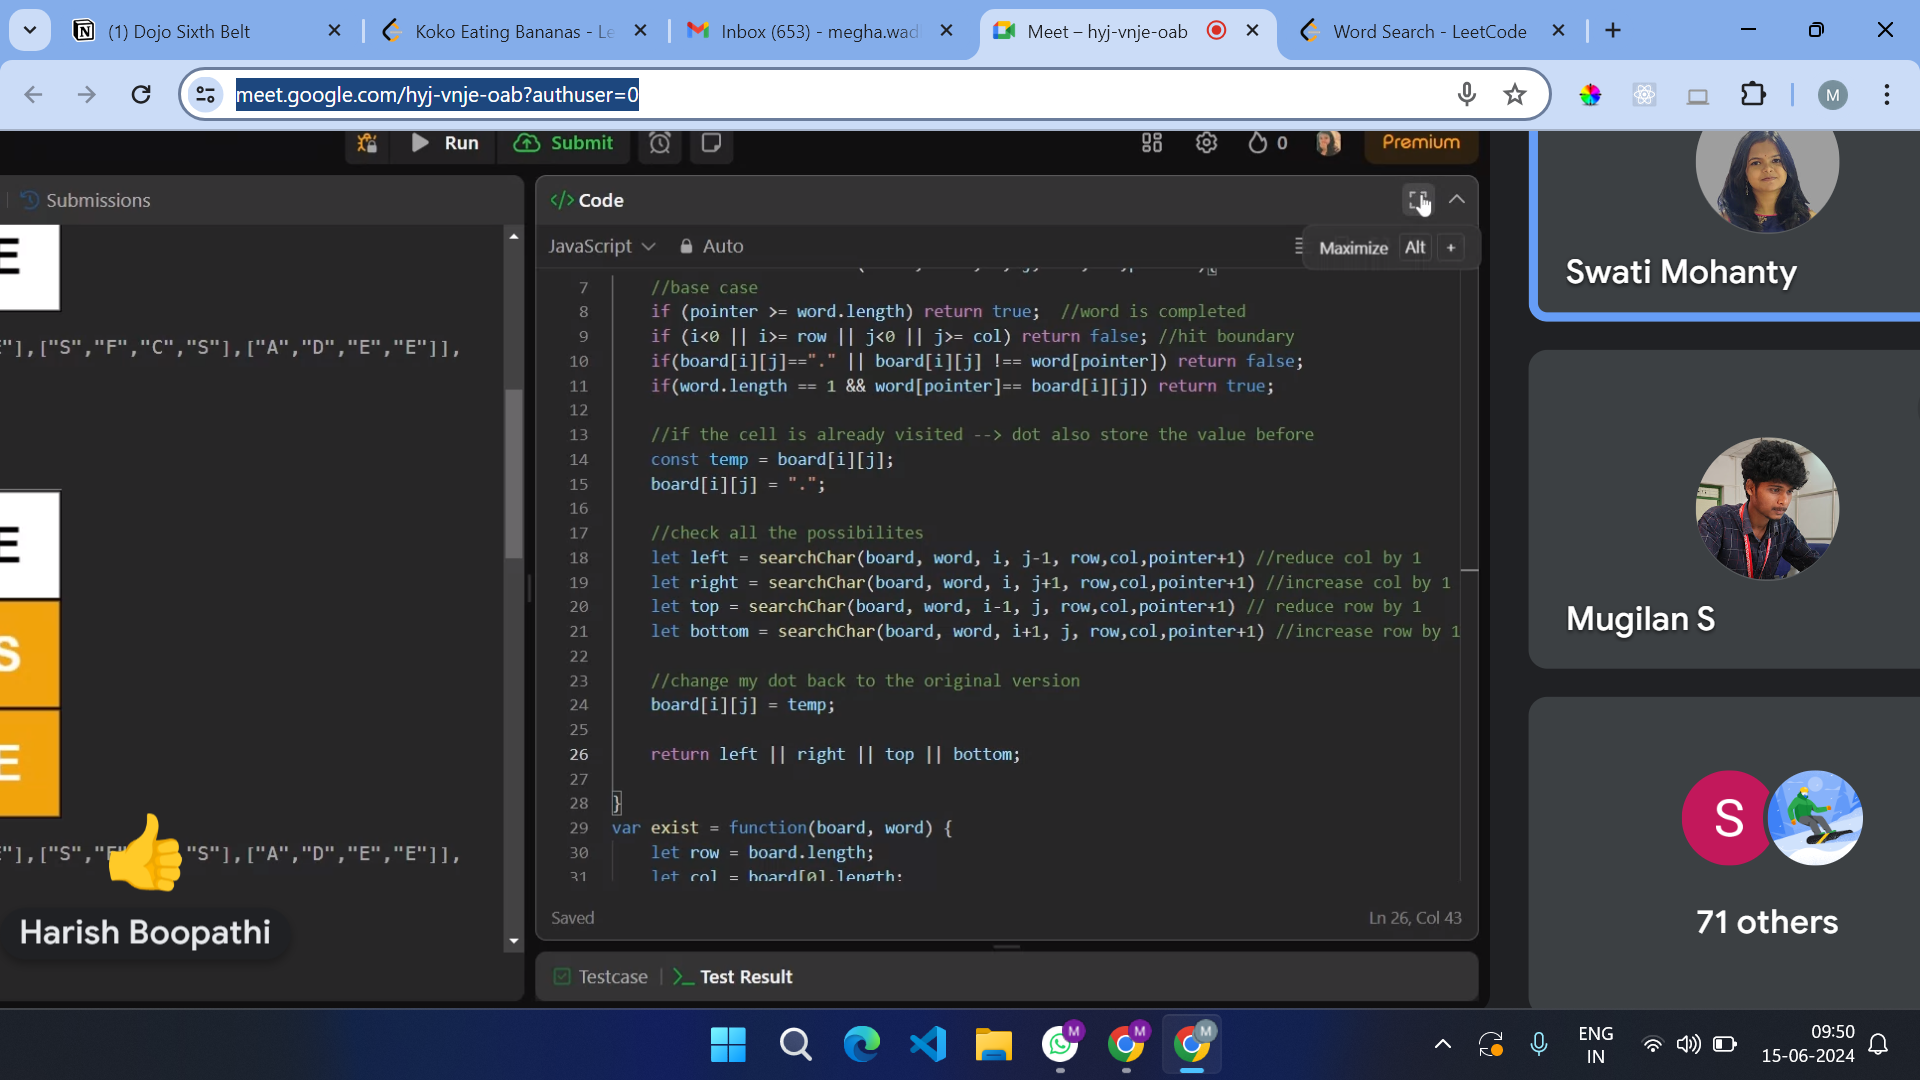 (1) Dojo Sixth Belt
Koko Eating Bananas - Le
Inbox (653) - megha.wad
Meet – hyj-vnje-oab
Word Search - LeetCode
meet.google.com/hyj-vnje-oab?authuser=0
M
Run
Submit
0
Premium
Submissions
</> Code
JavaScript
Auto
Maximize Alt +
E
"],["S","F","C","S"],["A","D","E","E"]],
E
S
E
"],["S","F
"S"],["A","D","E","E"]],
Harish Boopathi
7 //base case
8 if (pointer >= word.length) return true; //word is completed
9 if (i<0 || i>= row || j<0 || j>= col) return false; //hit boundary
10 if(board[i][j]=="." || board[i][j] !== word[pointer]) return false;
11 if(word.length == 1 && word[pointer]== board[i][j]) return true;
12
13 //if the cell is already visited --> dot also store the value before
14 const temp = board[i][j];
15 board[i][j] = ".";
16
17 //check all the possibilites
18 let left = searchChar(board, word, i, j-1, row,col,pointer+1) //reduce col by 1
19 let right = searchChar(board, word, i, j+1, row,col,pointer+1) //increase col by 1
20 let top = searchChar(board, word, i-1, j, row,col,pointer+1) // reduce row by 1
21 let bottom = searchChar(board, word, i+1, j, row,col,pointer+1) //increase row by 1
22
23 //change my dot back to the original version
24 board[i][j] = temp;
25
26 return left || right || top || bottom;
27
28 }
29 var exist = function(board, word) {
30 let row = board.length;
31 let col = board[0].length;
Saved
Ln 26, Col 43
Testcase
>_ Test Result
Swati Mohanty
Mugilan S
S
71 others
M
M
M
ENG
IN
09:50
15-06-2024